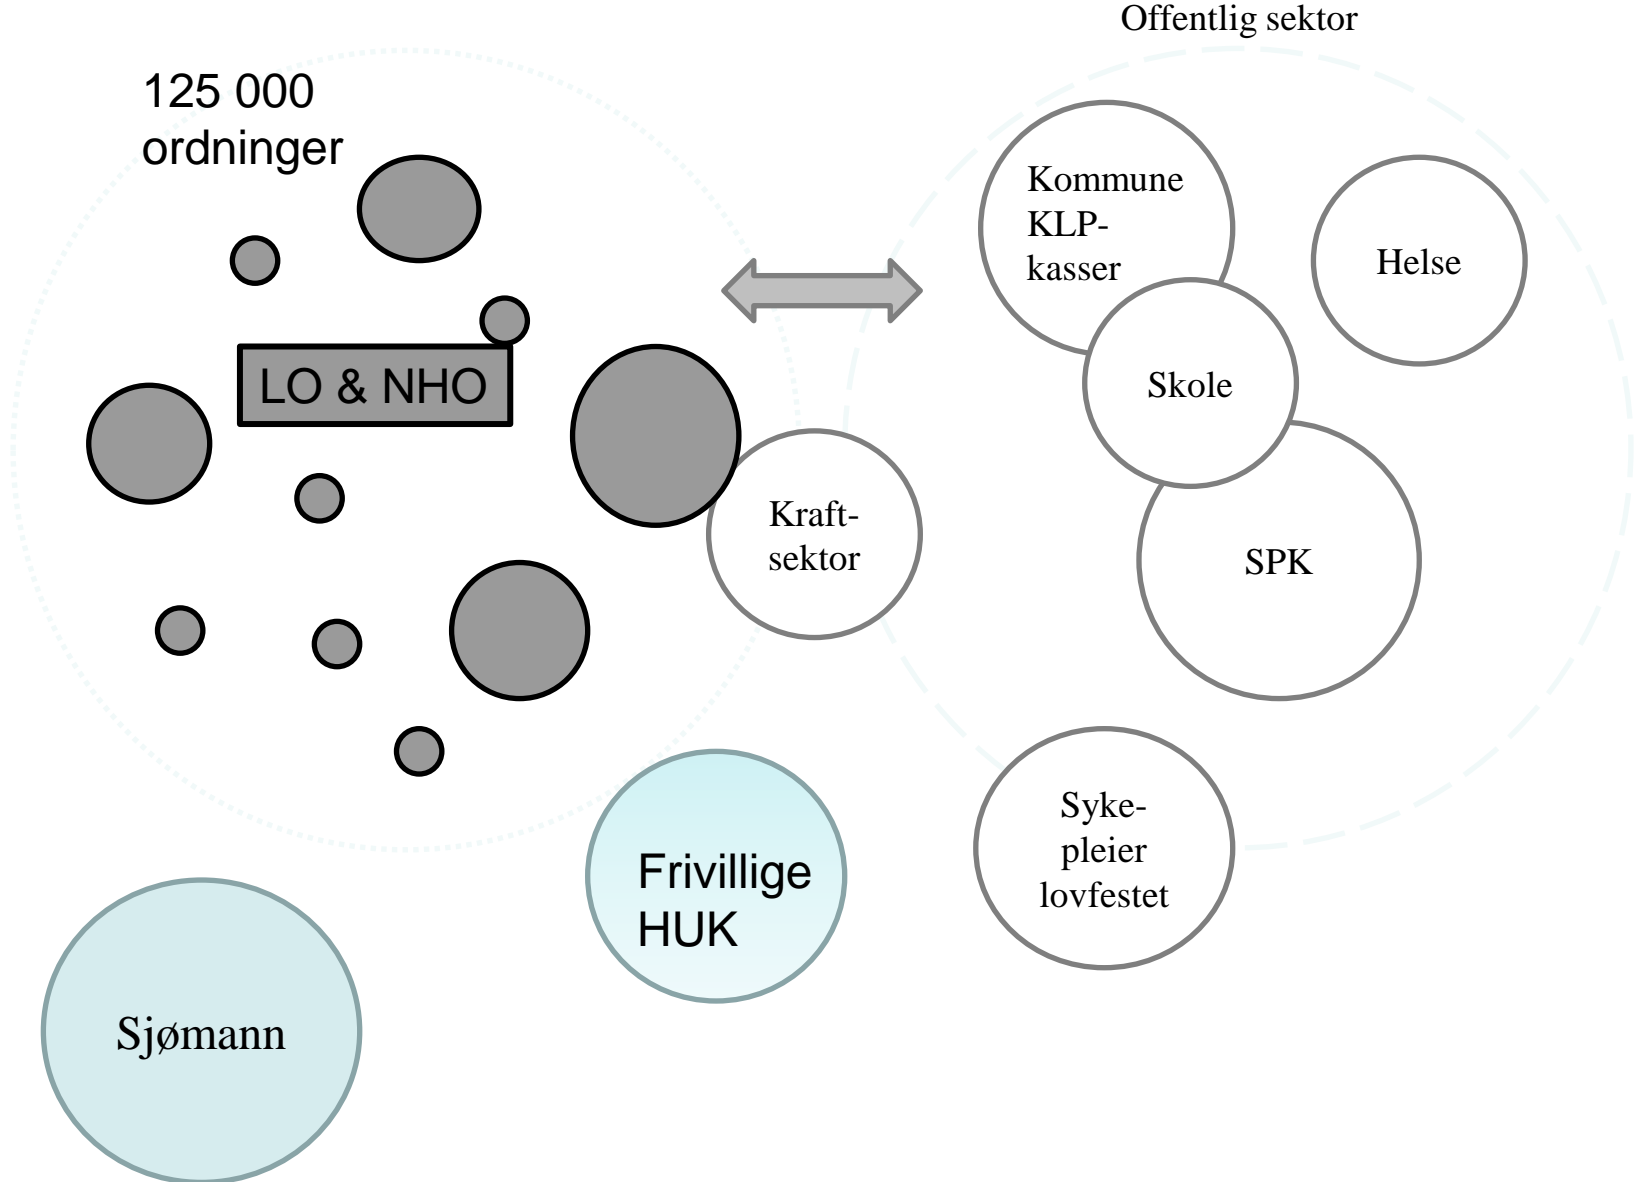 Offentlig sektor
125 000
ordninger
Kommune
KLP-
kasser
Helse
LO & NHO
Skole
Kraft-
sektor
SPK
Syke-
pleier
lovfestet
Frivillige
HUK
Sjømann